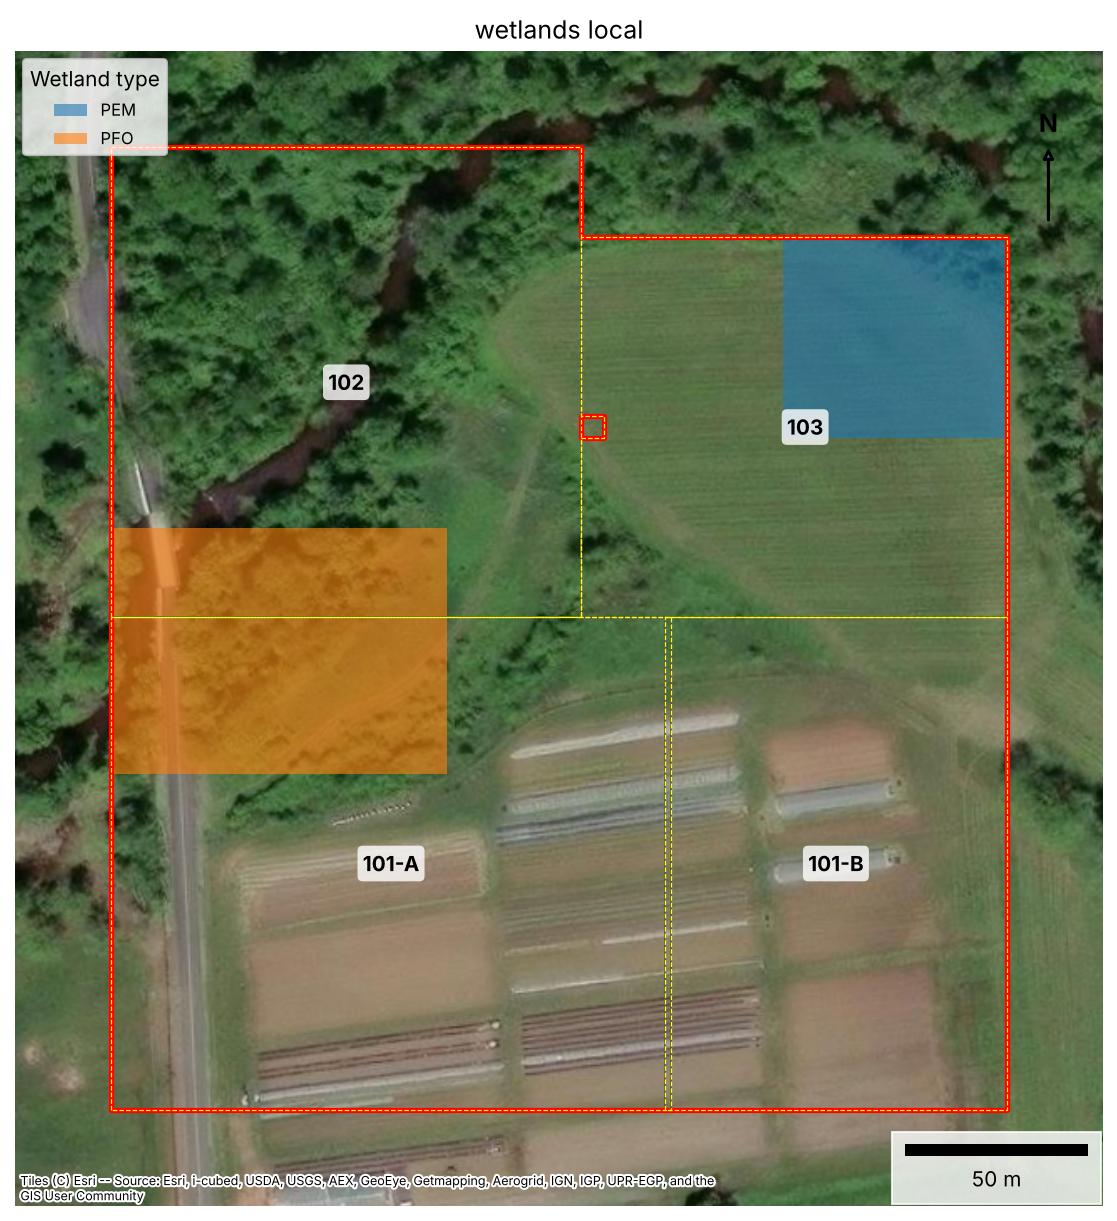 wetlands local
Wetland type
PEM
PFO
N
102
103
101-A
101-B
50 m
Tiles (C) Esri -- Source: Esri, i-cubed, USDA, USGS, AEX, GeoEye, Getmapping, Aerogrid, IGN, IGP, UPR-EGP, and the
GIS User Community